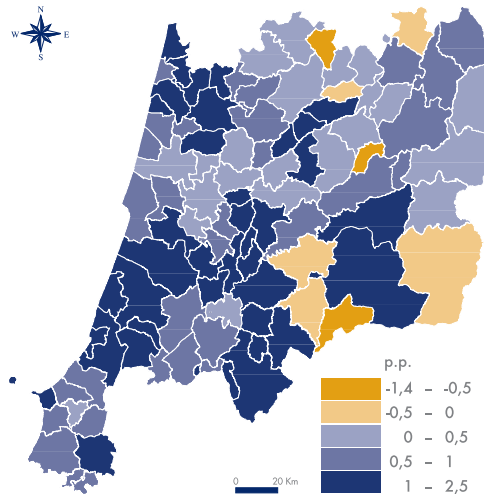 N
W E
S
p.p.
-1,4 – -0,5
-0,5 – 0
0 – 0,5
0,5 – 1
1 – 2,5
0 20 Km